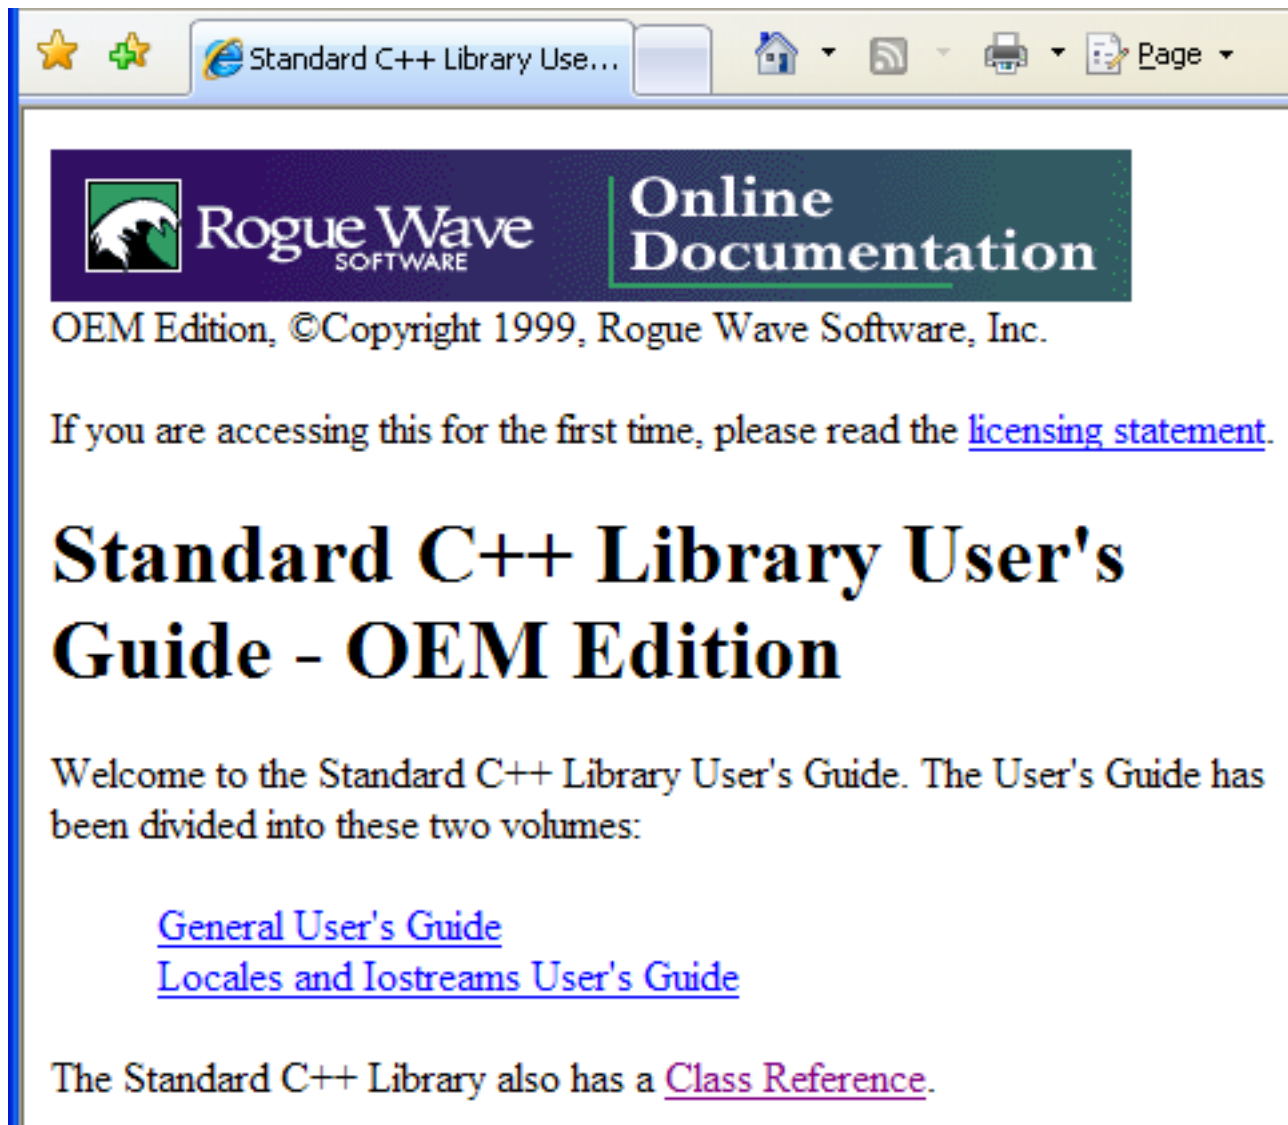 Standard C++ Library Use...
Page
Rogue Wave
SOFTWARE
Online
Documentation
OEM Edition, ©Copyright 1999, Rogue Wave Software, Inc.
If you are accessing this for the first time, please read the licensing statement.
Standard C++ Library User's
Guide - OEM Edition
Welcome to the Standard C++ Library User's Guide. The User's Guide has
been divided into these two volumes:
General User's Guide
Locales and Iostreams User's Guide
The Standard C++ Library also has a Class Reference.